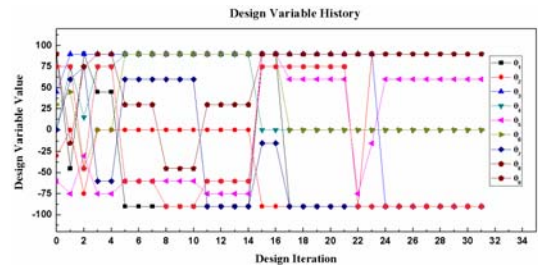 Design Variable History
Design Variable Value
100
75
50
25
0
-25
-50
-75
-100
0 2 4 6 8 10 12 14 16 18 20 22 24 26 28 30 32 34
Design Iteration
θ1
θ2
θ3
θ4
θ5
θ6
θ7
θ8